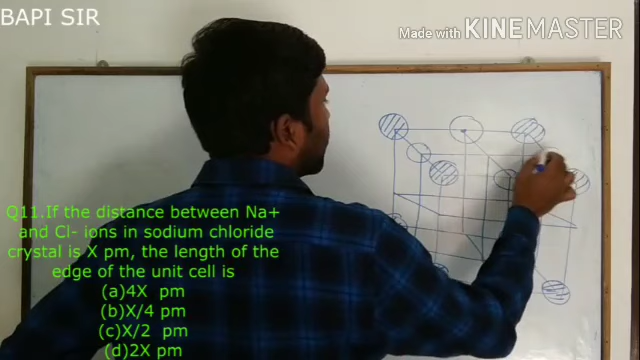 BAPI SIR
Made with KINEMASTER
Q11.If the distance between Na+
and Cl- ions in sodium chloride
crystal is X pm, the length of the
edge of the unit cell is
(a)4X pm
(b)X/4 pm
(c)X/2 pm
(d)2X pm